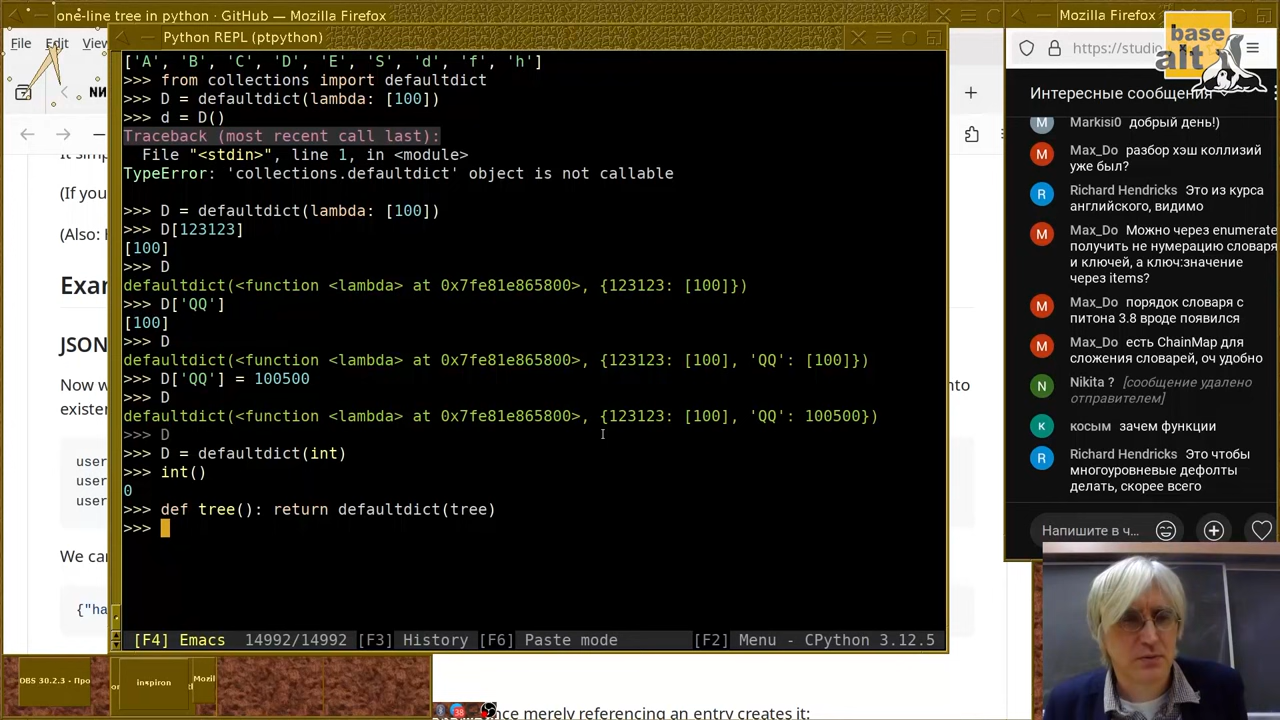 one-line tree in python · GitHub — Mozilla Firefox
Mozilla Firefox
File Edit View
Python REPL (ptpython)
base
alt
https://studio
Интересные сообщения
['A', 'B', 'C', 'D', 'E', 'S', 'd', 'f', 'h']
>>> from collections import defaultdict
>>> D = defaultdict(lambda: [100])
>>> d = D()
Traceback (most recent call last):
File "<stdin>", line 1, in <module>
TypeError: 'collections.defaultdict' object is not callable
>>> D = defaultdict(lambda: [100])
>>> D[123123]
[100]
>>> D
defaultdict(<function <lambda> at 0x7fe81e865800>, {123123: [100]})
>>> D['QQ']
[100]
>>> D
defaultdict(<function <lambda> at 0x7fe81e865800>, {123123: [100], 'QQ': [100]})
>>> D['QQ'] = 100500
>>> D
defaultdict(<function <lambda> at 0x7fe81e865800>, {123123: [100], 'QQ': 100500})
>>> D
>>> D = defaultdict(int)
>>> int()
0
>>> def tree(): return defaultdict(tree)
>>>
[F4] Emacs 14992/14992 [F3] History [F6] Paste mode [F2] Menu - CPython 3.12.5
It simp
(If you
(Also: h
Exar
JSON
Now w
into
existe
user
user
user
We ca
{"ha
nce merely referencing an entry creates it:
Markisi0 добрый день!)
M
Max_Do разбор хэш коллизий
уже был?
R
Richard Hendricks Это из курса
английского, видимо
M
Max_Do Можно через enumerate
получить не нумерацию словаря
и ключей, а ключ:значение
через items?
M
Max_Do порядок словаря с
питона 3.8 вроде появился
M
Max_Do есть ChainMap для
сложения словарей, оч удобно
N
Nikita ? [сообщение удалено
отправителем]
К
косым зачем функции
R
Richard Hendricks Это чтобы
многоуровневые дефолты
делать, скорее всего
Напишите в ч…
OBS 30.2.3 - Про
inspiron
Mozil
38